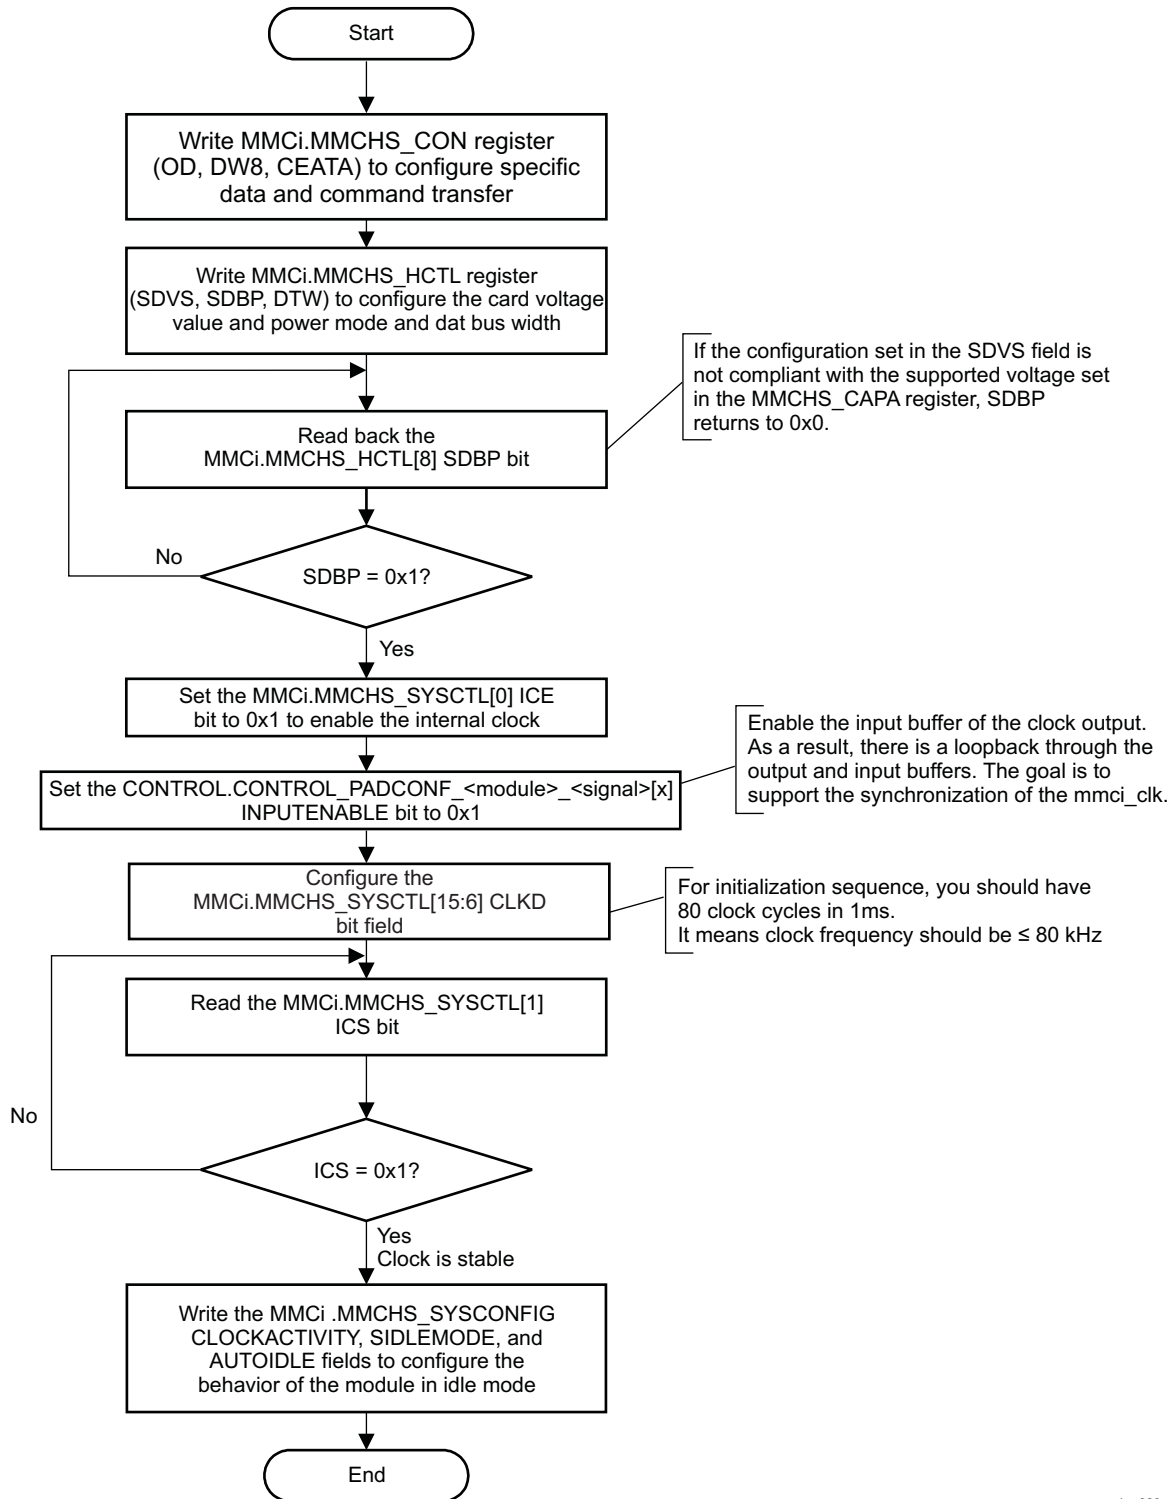 Start
Write MMCi.MMCHS_CON register
(OD, DW8, CEATA) to configure specific
data and command transfer
Write MMCi.MMCHS_HCTL register
(SDVS, SDBP, DTW) to configure the card voltage
value and power mode and dat bus width
If the configuration set in the SDVS field is
not compliant with the supported voltage set
in the MMCHS_CAPA register, SDBP
returns to 0x0.
Read back the
MMCi.MMCHS_HCTL[8] SDBP bit
No
SDBP = 0x1?
Yes
Set the MMCi.MMCHS_SYSCTL[0] ICE
bit to 0x1 to enable the internal clock
Enable the input buffer of the clock output.
As a result, there is a loopback through the
output and input buffers. The goal is to
support the synchronization of the mmci_clk.
Set the CONTROL.CONTROL_PADCONF_<module>_<signal>[x]
INPUTENABLE bit to 0x1
Configure the
MMCi.MMCHS_SYSCTL[15:6] CLKD
bit field
For initialization sequence, you should have
80 clock cycles in 1ms.
It means clock frequency should be ≤ 80 kHz
Read the MMCi.MMCHS_SYSCTL[1]
ICS bit
No
ICS = 0x1?
Yes
Clock is stable
Write the MMCi .MMCHS_SYSCONFIG
CLOCKACTIVITY, SIDLEMODE, and
AUTOIDLE fields to configure the
behavior of the module in idle mode
End